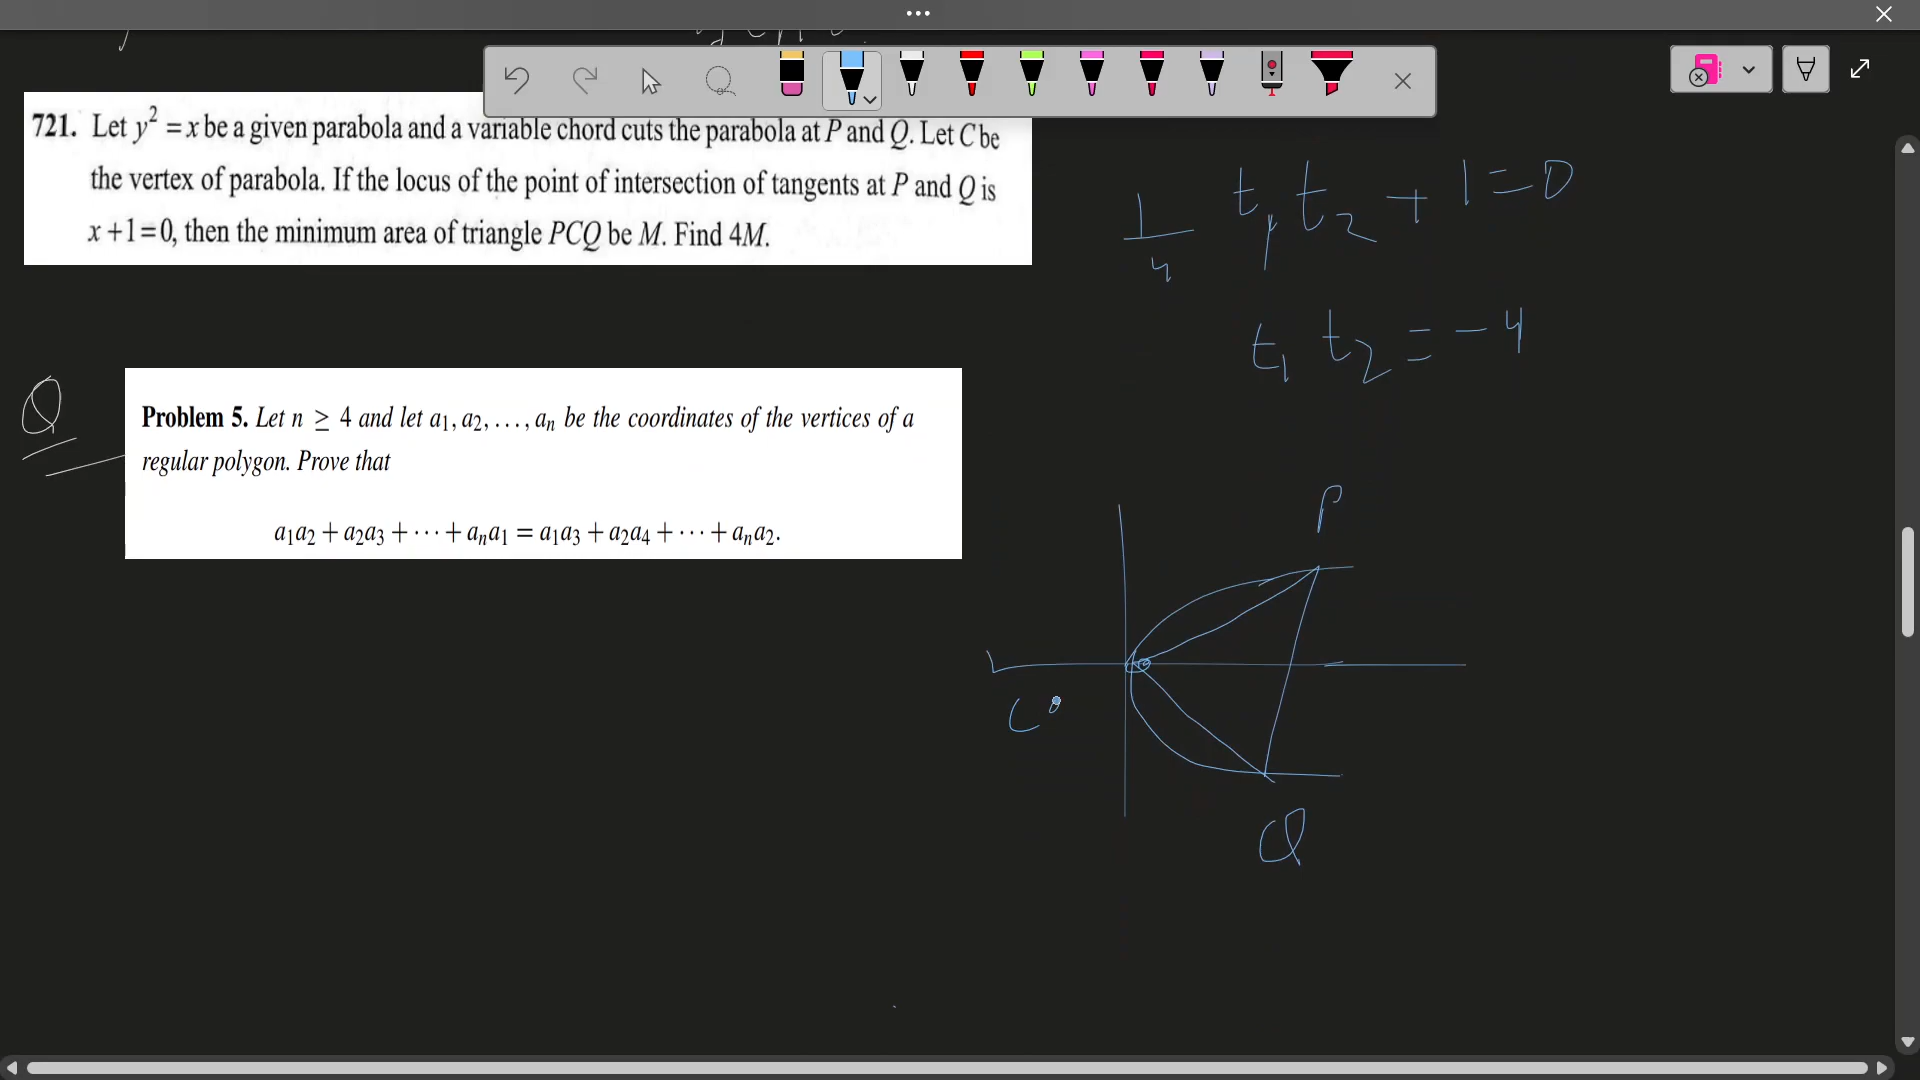 721. Let y² = x be a given parabola and a variable chord cuts the parabola at P and Q. Let C be
the vertex of parabola. If the locus of the point of intersection of tangents at P and Q is
x + 1 = 0, then the minimum area of triangle PCQ be M. Find 4M.
1/4 t₁ t₂ + 1 = 0
t₁ t₂ = -4
Q
Problem 5. Let n ≥ 4 and let a₁, a₂, . . . , aₙ be the coordinates of the vertices of a
regular polygon. Prove that
a₁a₂ + a₂a₃ + ··· + aₙa₁ = a₁a₃ + a₂a₄ + ··· + aₙa₂.
P
C
Q